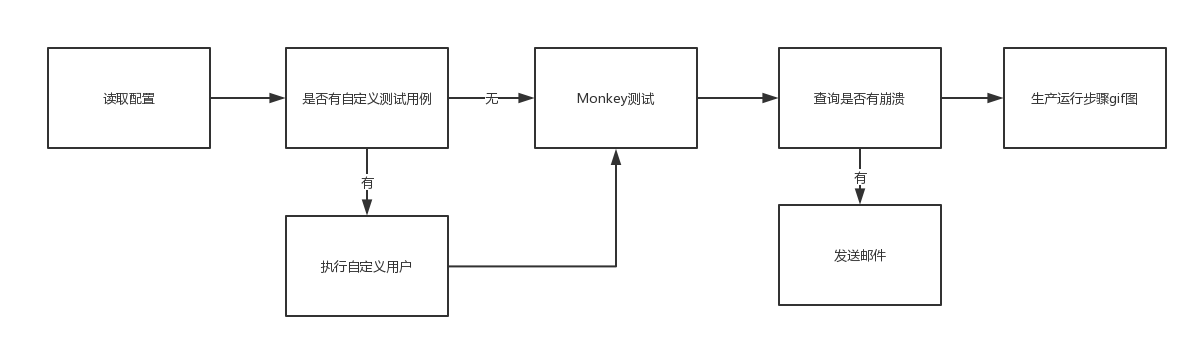 读取配置
是否有自定义测试用例
无
Monkey测试
查询是否有崩溃
生产运行步骤gif图
有
有
执行自定义用户
发送邮件